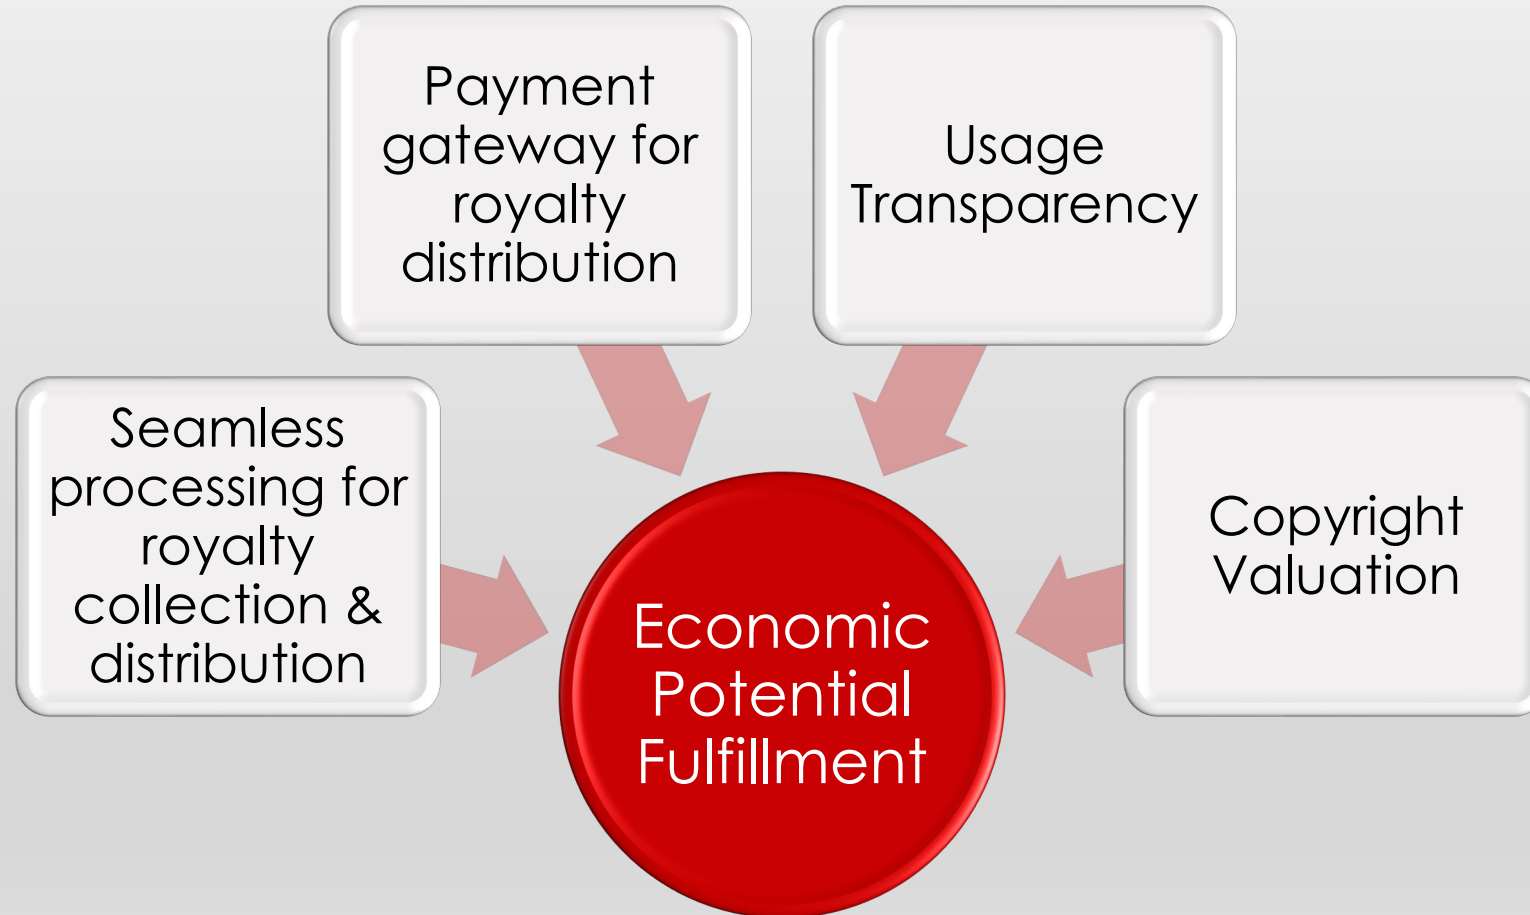 Payment
gateway for
royalty
distribution
Usage
Transparency
Seamless
processing for
royalty
collection &
distribution
Copyright
Valuation
Economic
Potential
Fulfillment